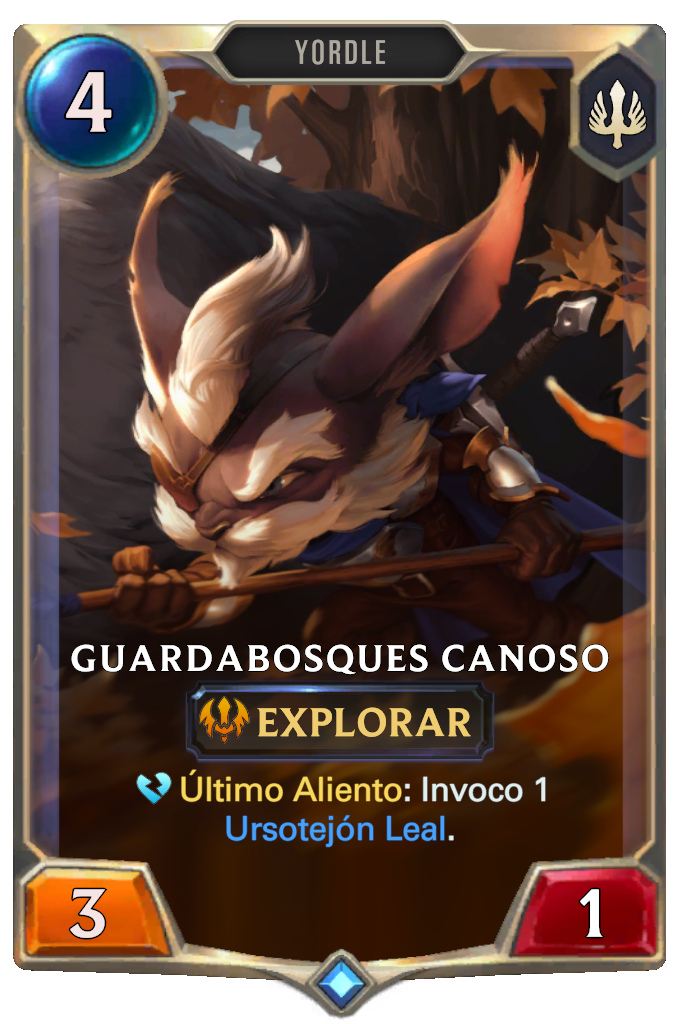 YORDLE
4
GUARDABOSQUES CANOSO
EXPLORAR
Último Aliento: Invoco 1
Ursotejón Leal.
3
1